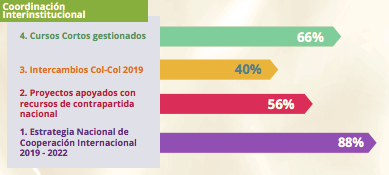 Coordinación
Interinstitucional
4. Cursos Cortos gestionados
66%
3. Intercambios Col-Col 2019
40%
2. Proyectos apoyados con
recursos de contrapartida
nacional
56%
1. Estrategia Nacional de
Cooperación Internacional
2019 - 2022
88%